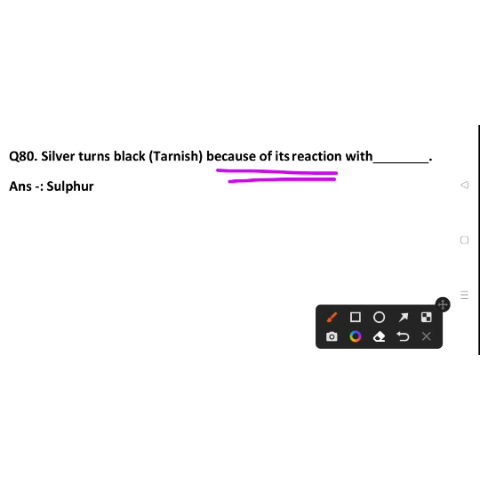 Q80. Silver turns black (Tarnish) because of its reaction with________.
Ans -: Sulphur